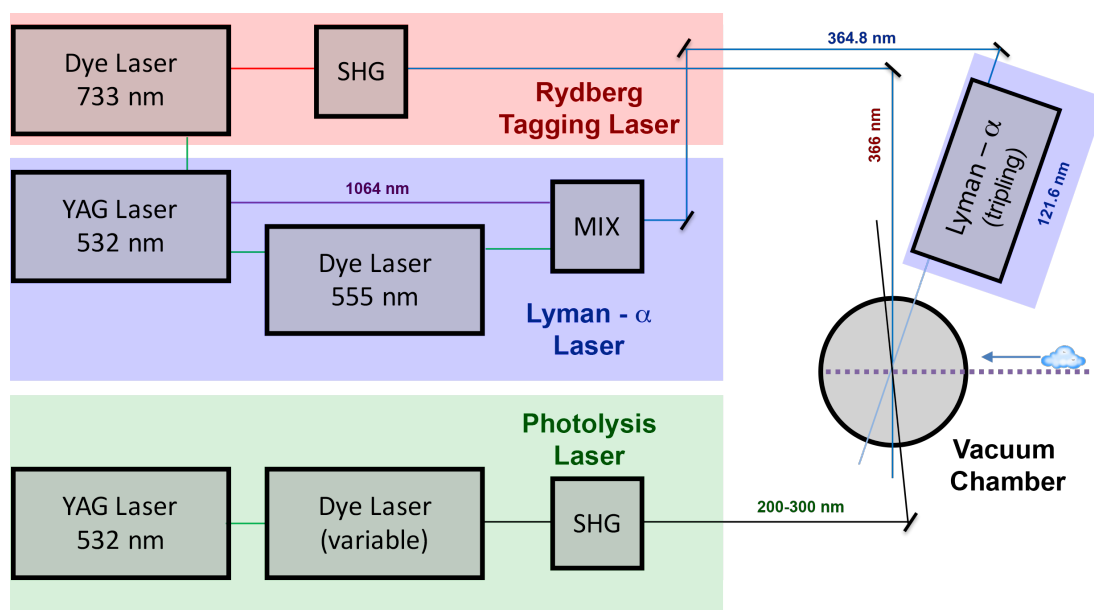 Dye Laser
733 nm
SHG
Rydberg
Tagging Laser
364.8 nm
366 nm
Lyman – α
(tripling)
121.6 nm
YAG Laser
532 nm
1064 nm
MIX
Dye Laser
555 nm
Lyman - α
Laser
Photolysis
Laser
YAG Laser
532 nm
Dye Laser
(variable)
SHG
200-300 nm
Vacuum
Chamber